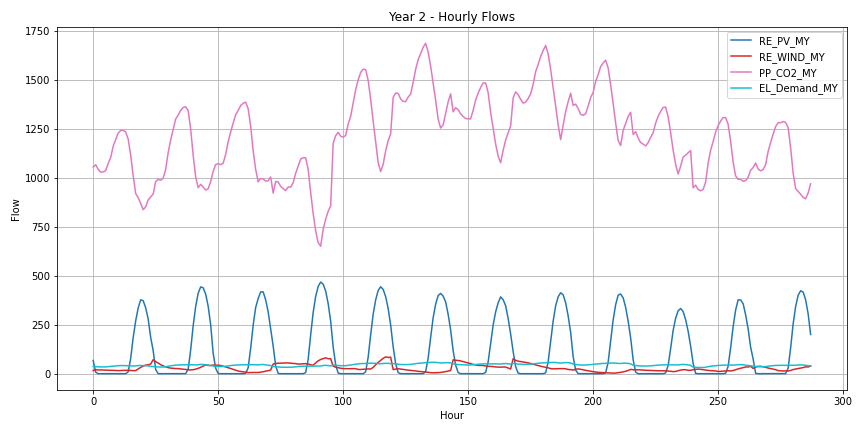 Year 2 - Hourly Flows
RE_PV_MY
RE_WIND_MY
PP_CO2_MY
EL_Demand_MY
1750
1500
1250
1000
750
500
250
0
Flow
0 50 100 150 200 250 300
Hour